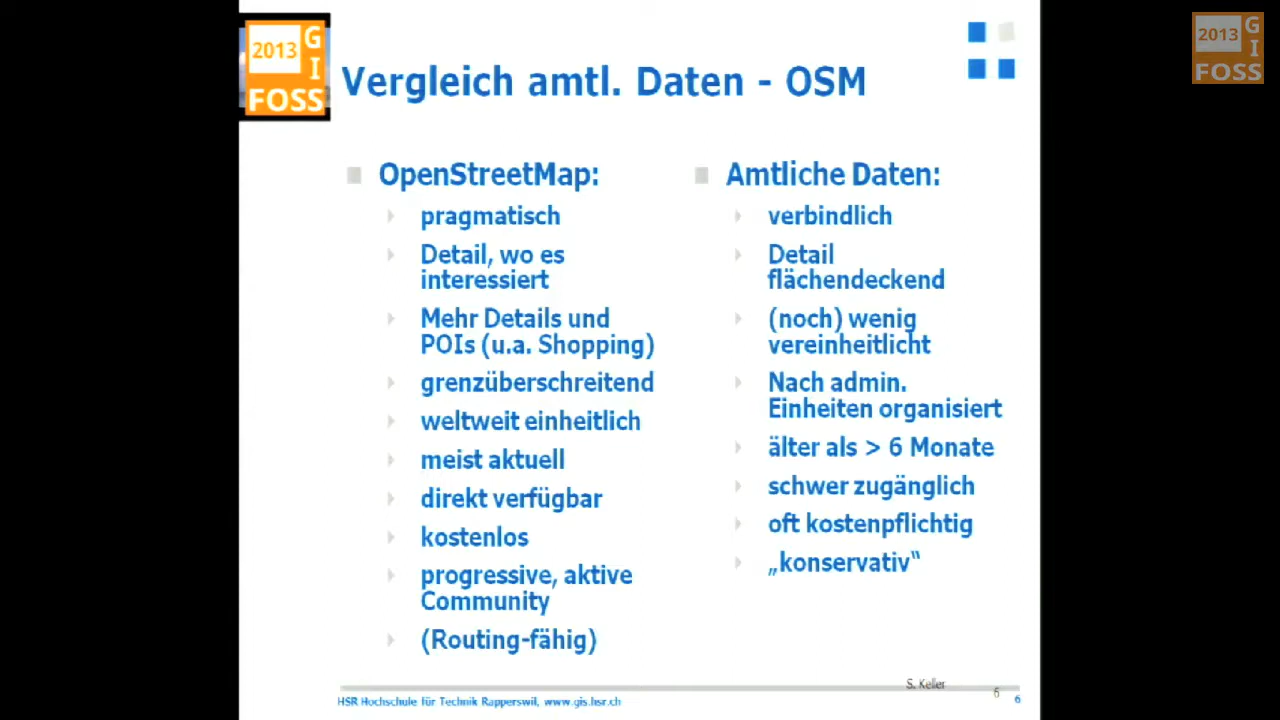 2013
G
I
FOSS
2013
G
I
FOSS
Vergleich amtl. Daten - OSM
OpenStreetMap:
pragmatisch
Detail, wo es
interessiert
Mehr Details und
POIs (u.a. Shopping)
grenzüberschreitend
weltweit einheitlich
meist aktuell
direkt verfügbar
kostenlos
progressive, aktive
Community
(Routing-fähig)
Amtliche Daten:
verbindlich
Detail
flächendeckend
(noch) wenig
vereinheitlicht
Nach admin.
Einheiten organisiert
älter als > 6 Monate
schwer zugänglich
oft kostenpflichtig
„konservativ“
S. Keller
6
HSR Hochschule für Technik Rapperswil, www.gis.hsr.ch
6